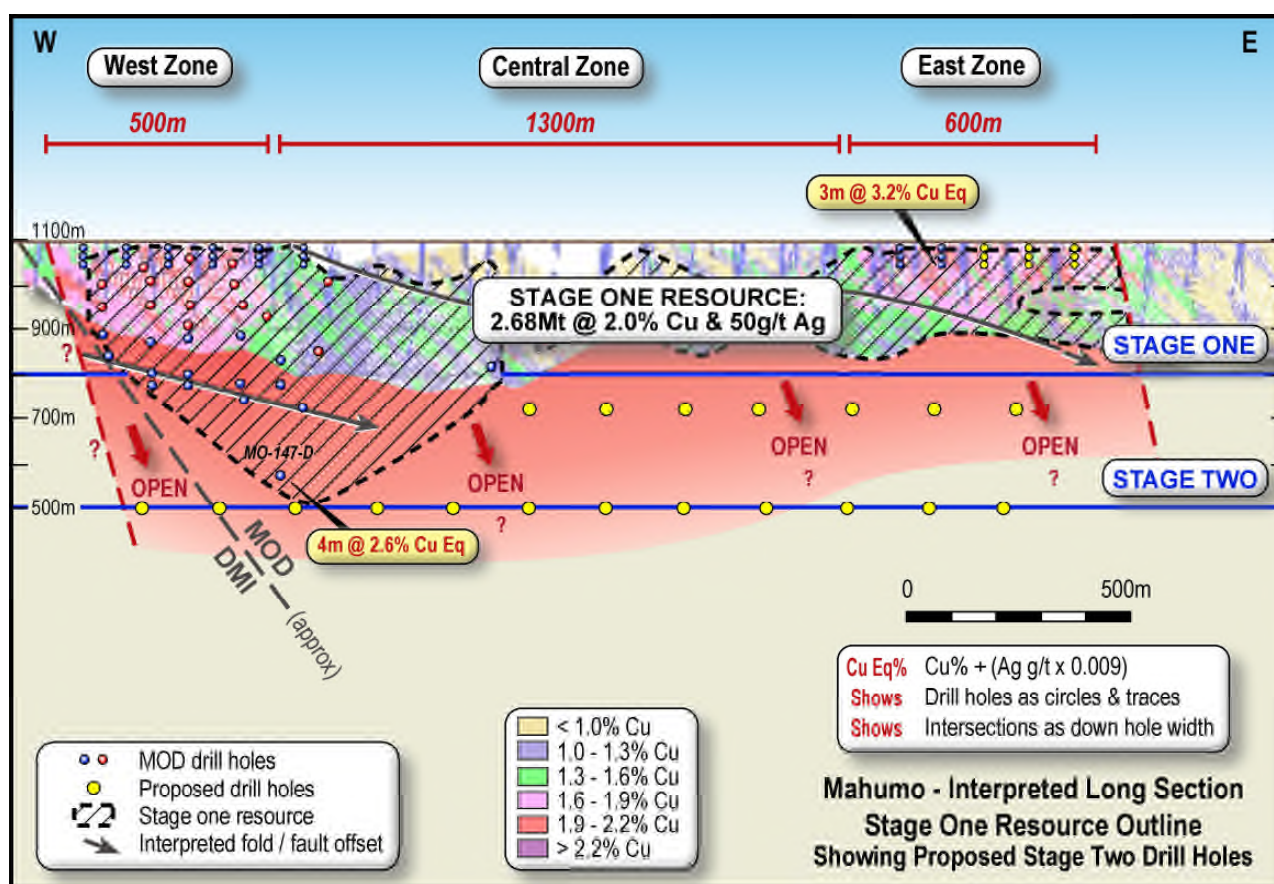 W
E
West Zone
Central Zone
East Zone
500m
1300m
600m
3m @ 3.2% Cu Eq
1100m
STAGE ONE RESOURCE:
2.68Mt @ 2.0% Cu & 50g/t Ag
900m
?
STAGE ONE
700m
MO-147-D
?
OPEN
OPEN
?
OPEN
?
OPEN
?
STAGE TWO
500m
4m @ 2.6% Cu Eq
MOD
DMI
(approx)
0
500m
Cu Eq% Cu% + (Ag g/t x 0.009)
Shows Drill holes as circles & traces
Shows Intersections as down hole width
MOD drill holes
Proposed drill holes
Stage one resource
Interpreted fold / fault offset
< 1.0% Cu
1.0 - 1.3% Cu
1.3 - 1.6% Cu
1.6 - 1.9% Cu
1.9 - 2.2% Cu
> 2.2% Cu
Mahumo - Interpreted Long Section
Stage One Resource Outline
Showing Proposed Stage Two Drill Holes